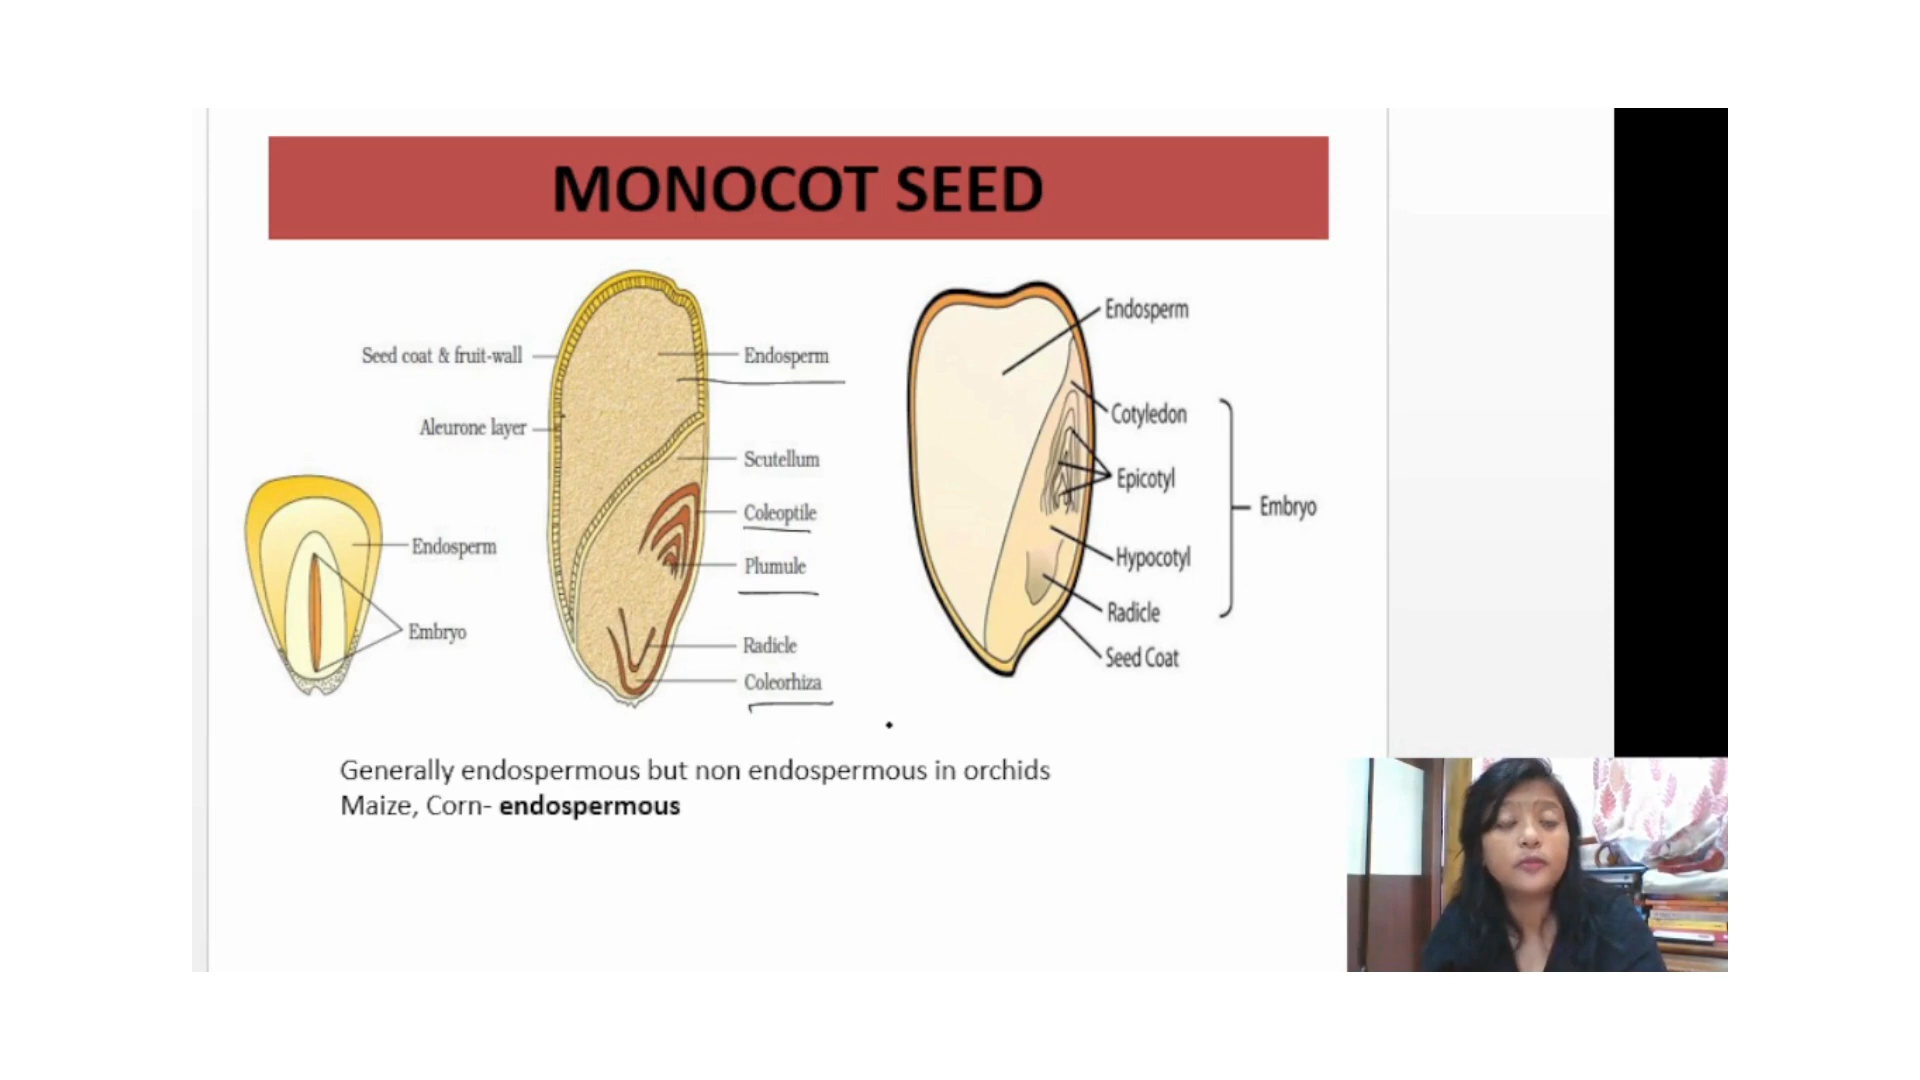 MONOCOT SEED
Seed coat & fruit-wall
Aleurone layer
Endosperm
Embryo
Endosperm
Scutellum
Coleoptile
Plumule
Radicle
Coleorhiza
Endosperm
Cotyledon
Epicotyl
Hypocotyl
Radicle
Seed Coat
Embryo
Generally endospermous but non endospermous in orchids
Maize, Corn- endospermous